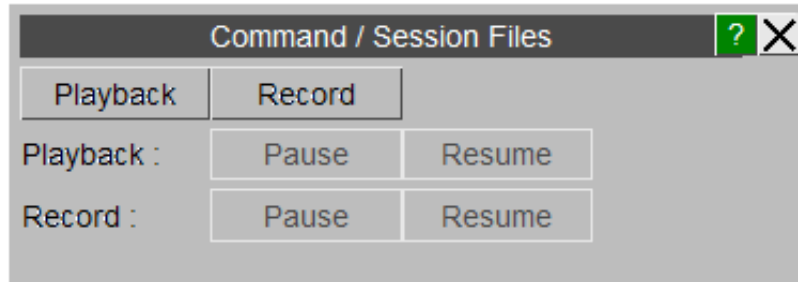 Command / Session Files ?
Playback Record
Playback : Pause Resume
Record : Pause Resume